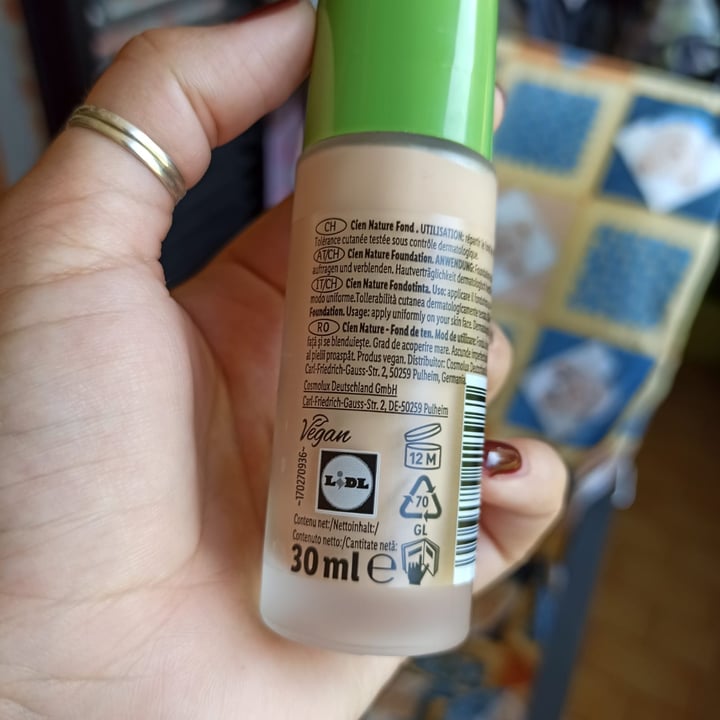 CH Cien Nature Fond . UTILISATION: répartir le
Tolérance cutanée testée sous contrôle dermatologique.
AT/CH Cien Nature Foundation. ANWENDUNG:
auftragen und verblenden. Hautverträglichkeit dermatologisch
IT/CH Cien Nature Fondotinta. Uso: applicare il
modo uniforme.Tollerabilità cutanea dermatologicamente
Foundation. Usage: apply uniformly on your skin face.
RO Cien Nature - Fond de ten. Mod de utilizare:
față și se blenduiește. Grad de acoperire mare. Ascunde
al pielii proaspăt. Produs vegan. Distribuitor: Cosmolux
Carl-Friedrich-Gauss-Str. 2, 50259 Pulheim, Germania
Cosmolux Deutschland GmbH
Carl-Friedrich-Gauss-Str. 2, DE-50259 Pulheim
Vegan
12 M
-170270936-
LIDL
70
GL
Contenu net:/Nettoinhalt:/
Contenuto netto:/Cantitate netă:
30 ml ℮